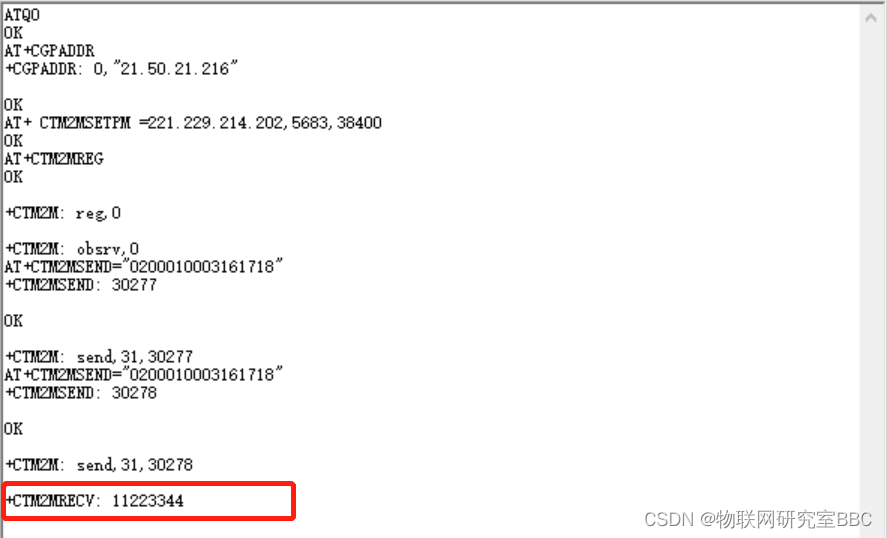 ATQ0
OK
AT+CGPADDR
+CGPADDR: 0,"21.50.21.216"
OK
AT+ CTM2MSETPM =221.229.214.202,5683,38400
OK
AT+CTM2MREG
OK
+CTM2M: reg,0
+CTM2M: obsrv,0
AT+CTM2MSEND="0200010003161718"
+CTM2MSEND: 30277
OK
+CTM2M: send,31,30277
AT+CTM2MSEND="0200010003161718"
+CTM2MSEND: 30278
OK
+CTM2M: send,31,30278
+CTM2MRECV: 11223344
CSDN @物联网研究室BBC